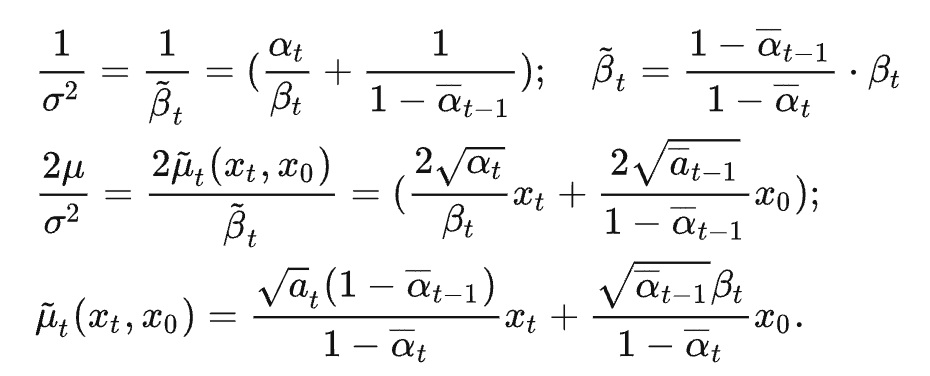 \frac{1}{\sigma^2} = \frac{1}{\tilde{\beta}_t} = (\frac{\alpha_t}{\beta_t} + \frac{1}{1 - \overline{\alpha}_{t-1}}); \quad \tilde{\beta}_t = \frac{1 - \overline{\alpha}_{t-1}}{1 - \overline{\alpha}_t} \cdot \beta_t
\frac{2\mu}{\sigma^2} = \frac{2\tilde{\mu}_t(x_t, x_0)}{\tilde{\beta}_t} = (\frac{2\sqrt{\alpha_t}}{\beta_t} x_t + \frac{2\sqrt{\overline{a}_{t-1}}}{1 - \overline{\alpha}_{t-1}} x_0);
\tilde{\mu}_t(x_t, x_0) = \frac{\sqrt{a}_t(1 - \overline{\alpha}_{t-1})}{1 - \overline{\alpha}_t} x_t + \frac{\sqrt{\overline{\alpha}_{t-1}}\beta_t}{1 - \overline{\alpha}_t} x_0.